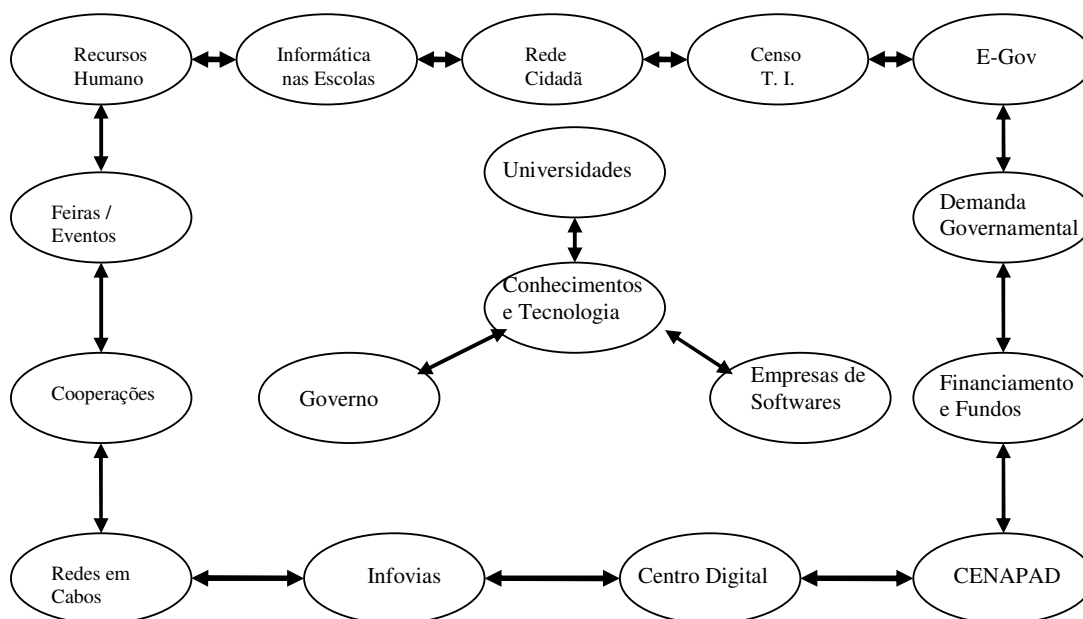 Recursos
Humano
Informática
nas Escolas
Rede
Cidadã
Censo
T. I.
E-Gov
Universidades
Feiras /
Eventos
Demanda
Governamental
Conhecimentos
e Tecnologia
Cooperações
Governo
Empresas de
Softwares
Financiamento
e Fundos
Redes em
Cabos
Infovias
Centro Digital
CENAPAD